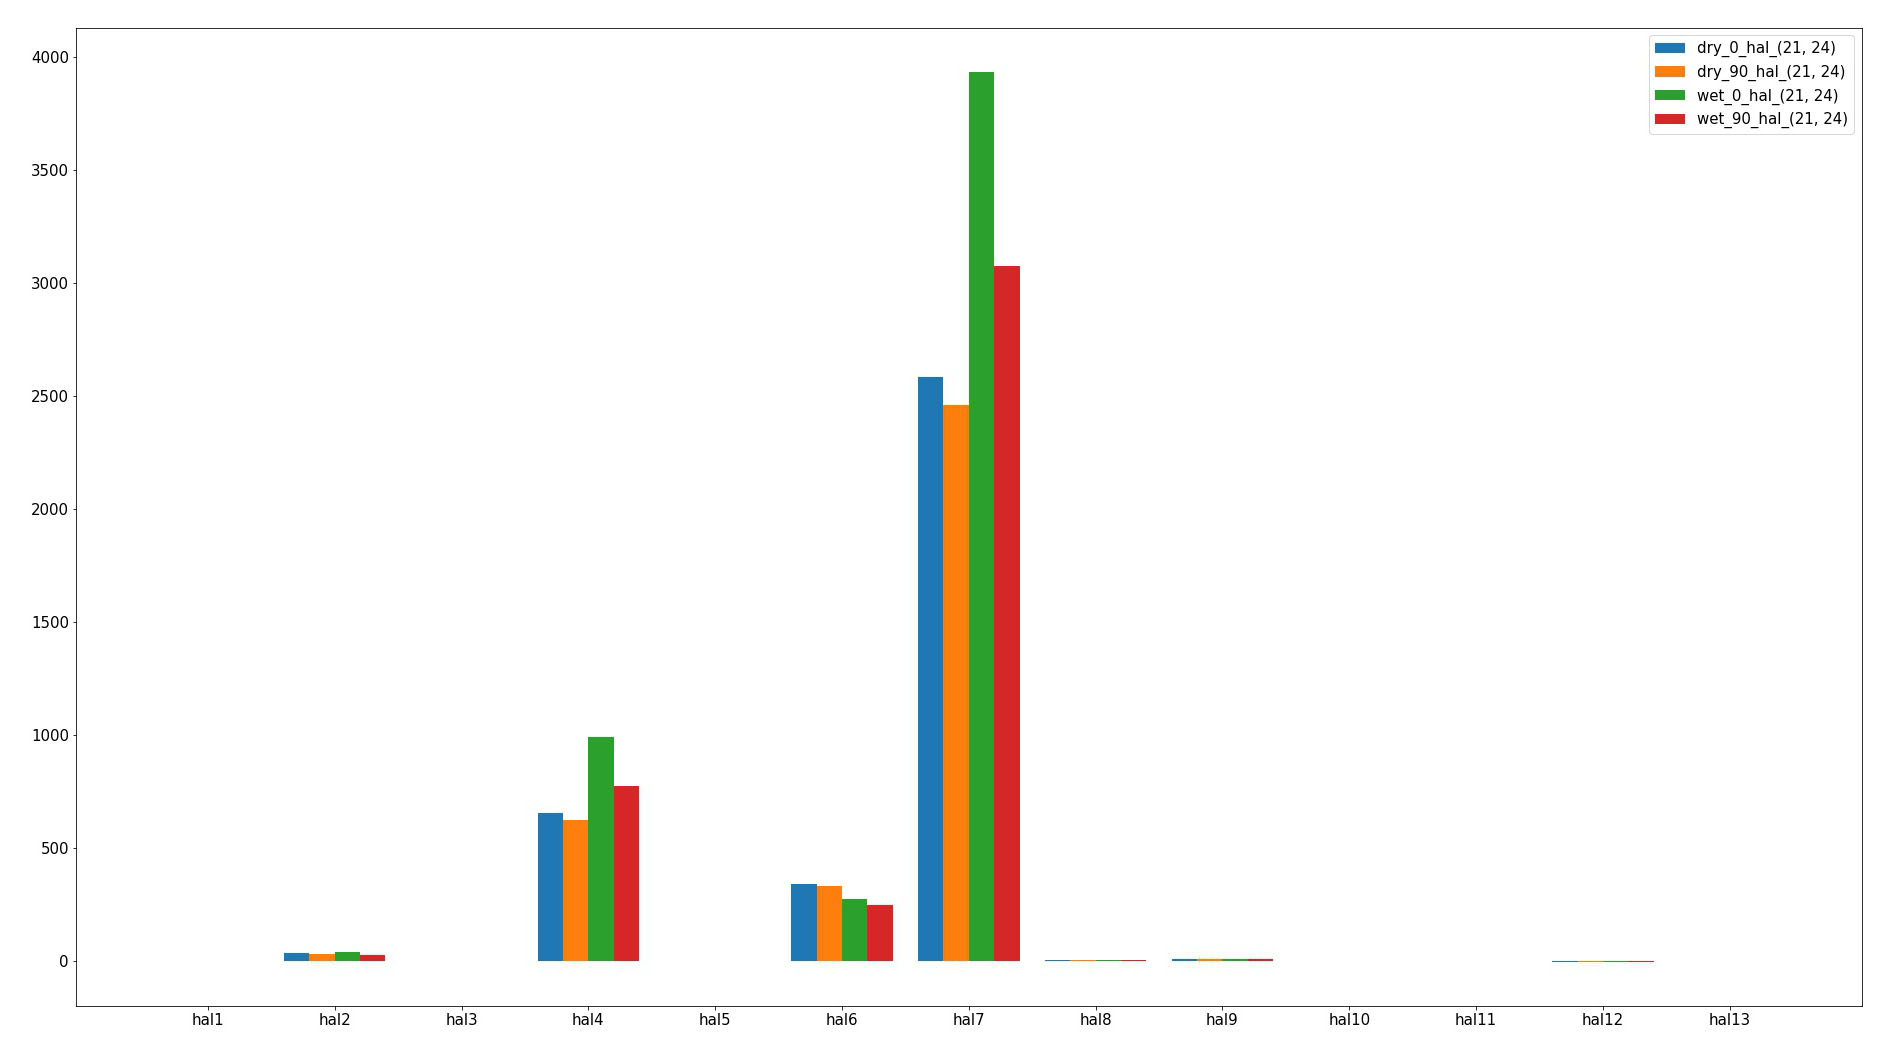 4000
3500
3000
2500
2000
1500
1000
500
0
hal1 hal2 hal3 hal4 hal5 hal6 hal7 hal8 hal9 hal10 hal11 hal12 hal13
dry_0_hal_(21, 24)
dry_90_hal_(21, 24)
wet_0_hal_(21, 24)
wet_90_hal_(21, 24)